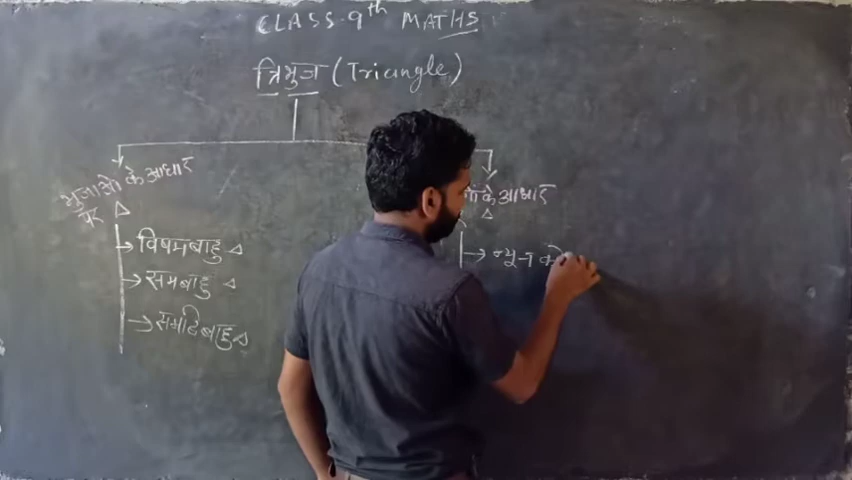 CLASS-9th MATHS
त्रिभुज (Triangle)
भुजाओ के आधार
पर △
→ विषमबाहु △
→ समबाहु △
→ समद्विबाहु △
के आधार
△
→ न्यून को